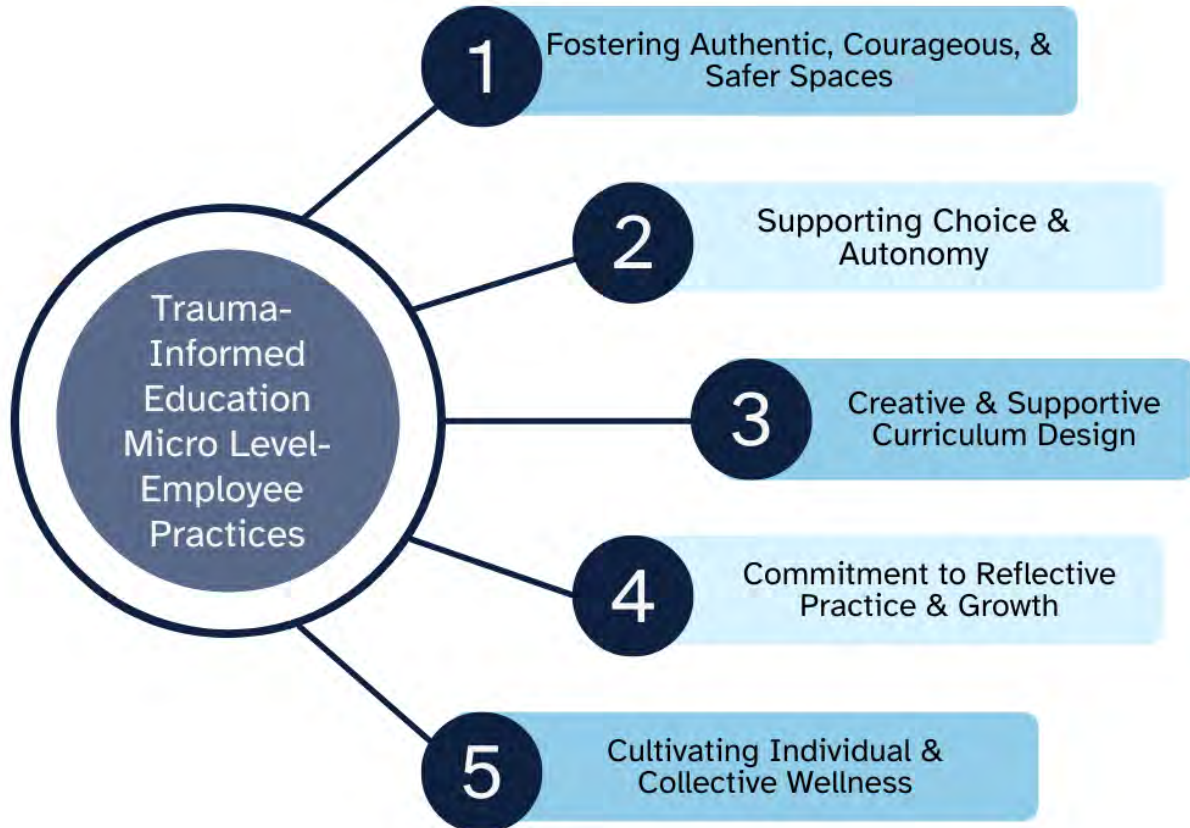 Trauma-
Informed
Education
Micro Level-
Employee
Practices
1
Fostering Authentic, Courageous, &
Safer Spaces
2
Supporting Choice &
Autonomy
3
Creative & Supportive
Curriculum Design
4
Commitment to Reflective
Practice & Growth
5
Cultivating Individual &
Collective Wellness